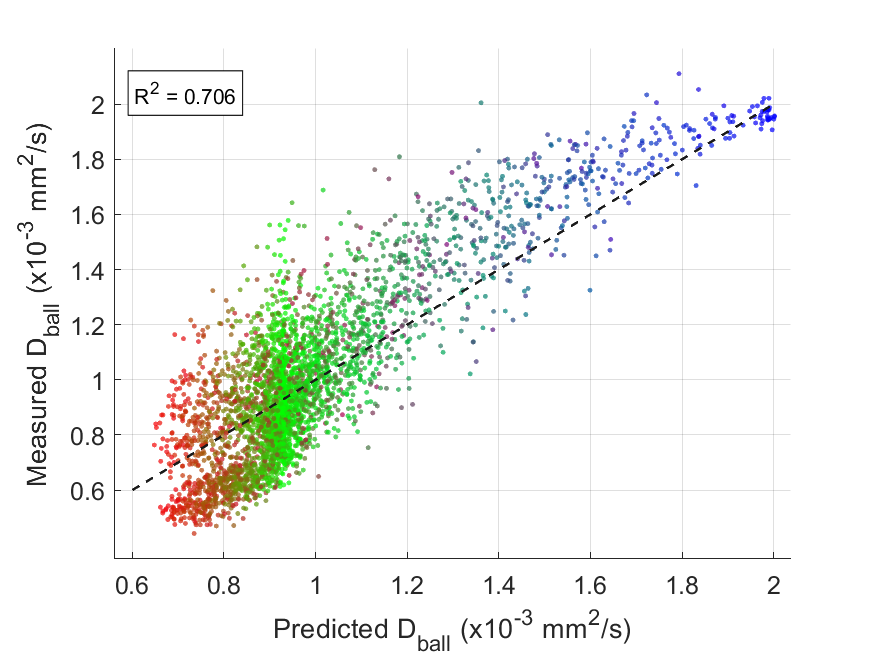 R² = 0.706
2
1.8
1.6
1.4
1.2
1
0.8
0.6
Measured D_ball (x10⁻³ mm²/s)
0.6 0.8 1 1.2 1.4 1.6 1.8 2
Predicted D_ball (x10⁻³ mm²/s)